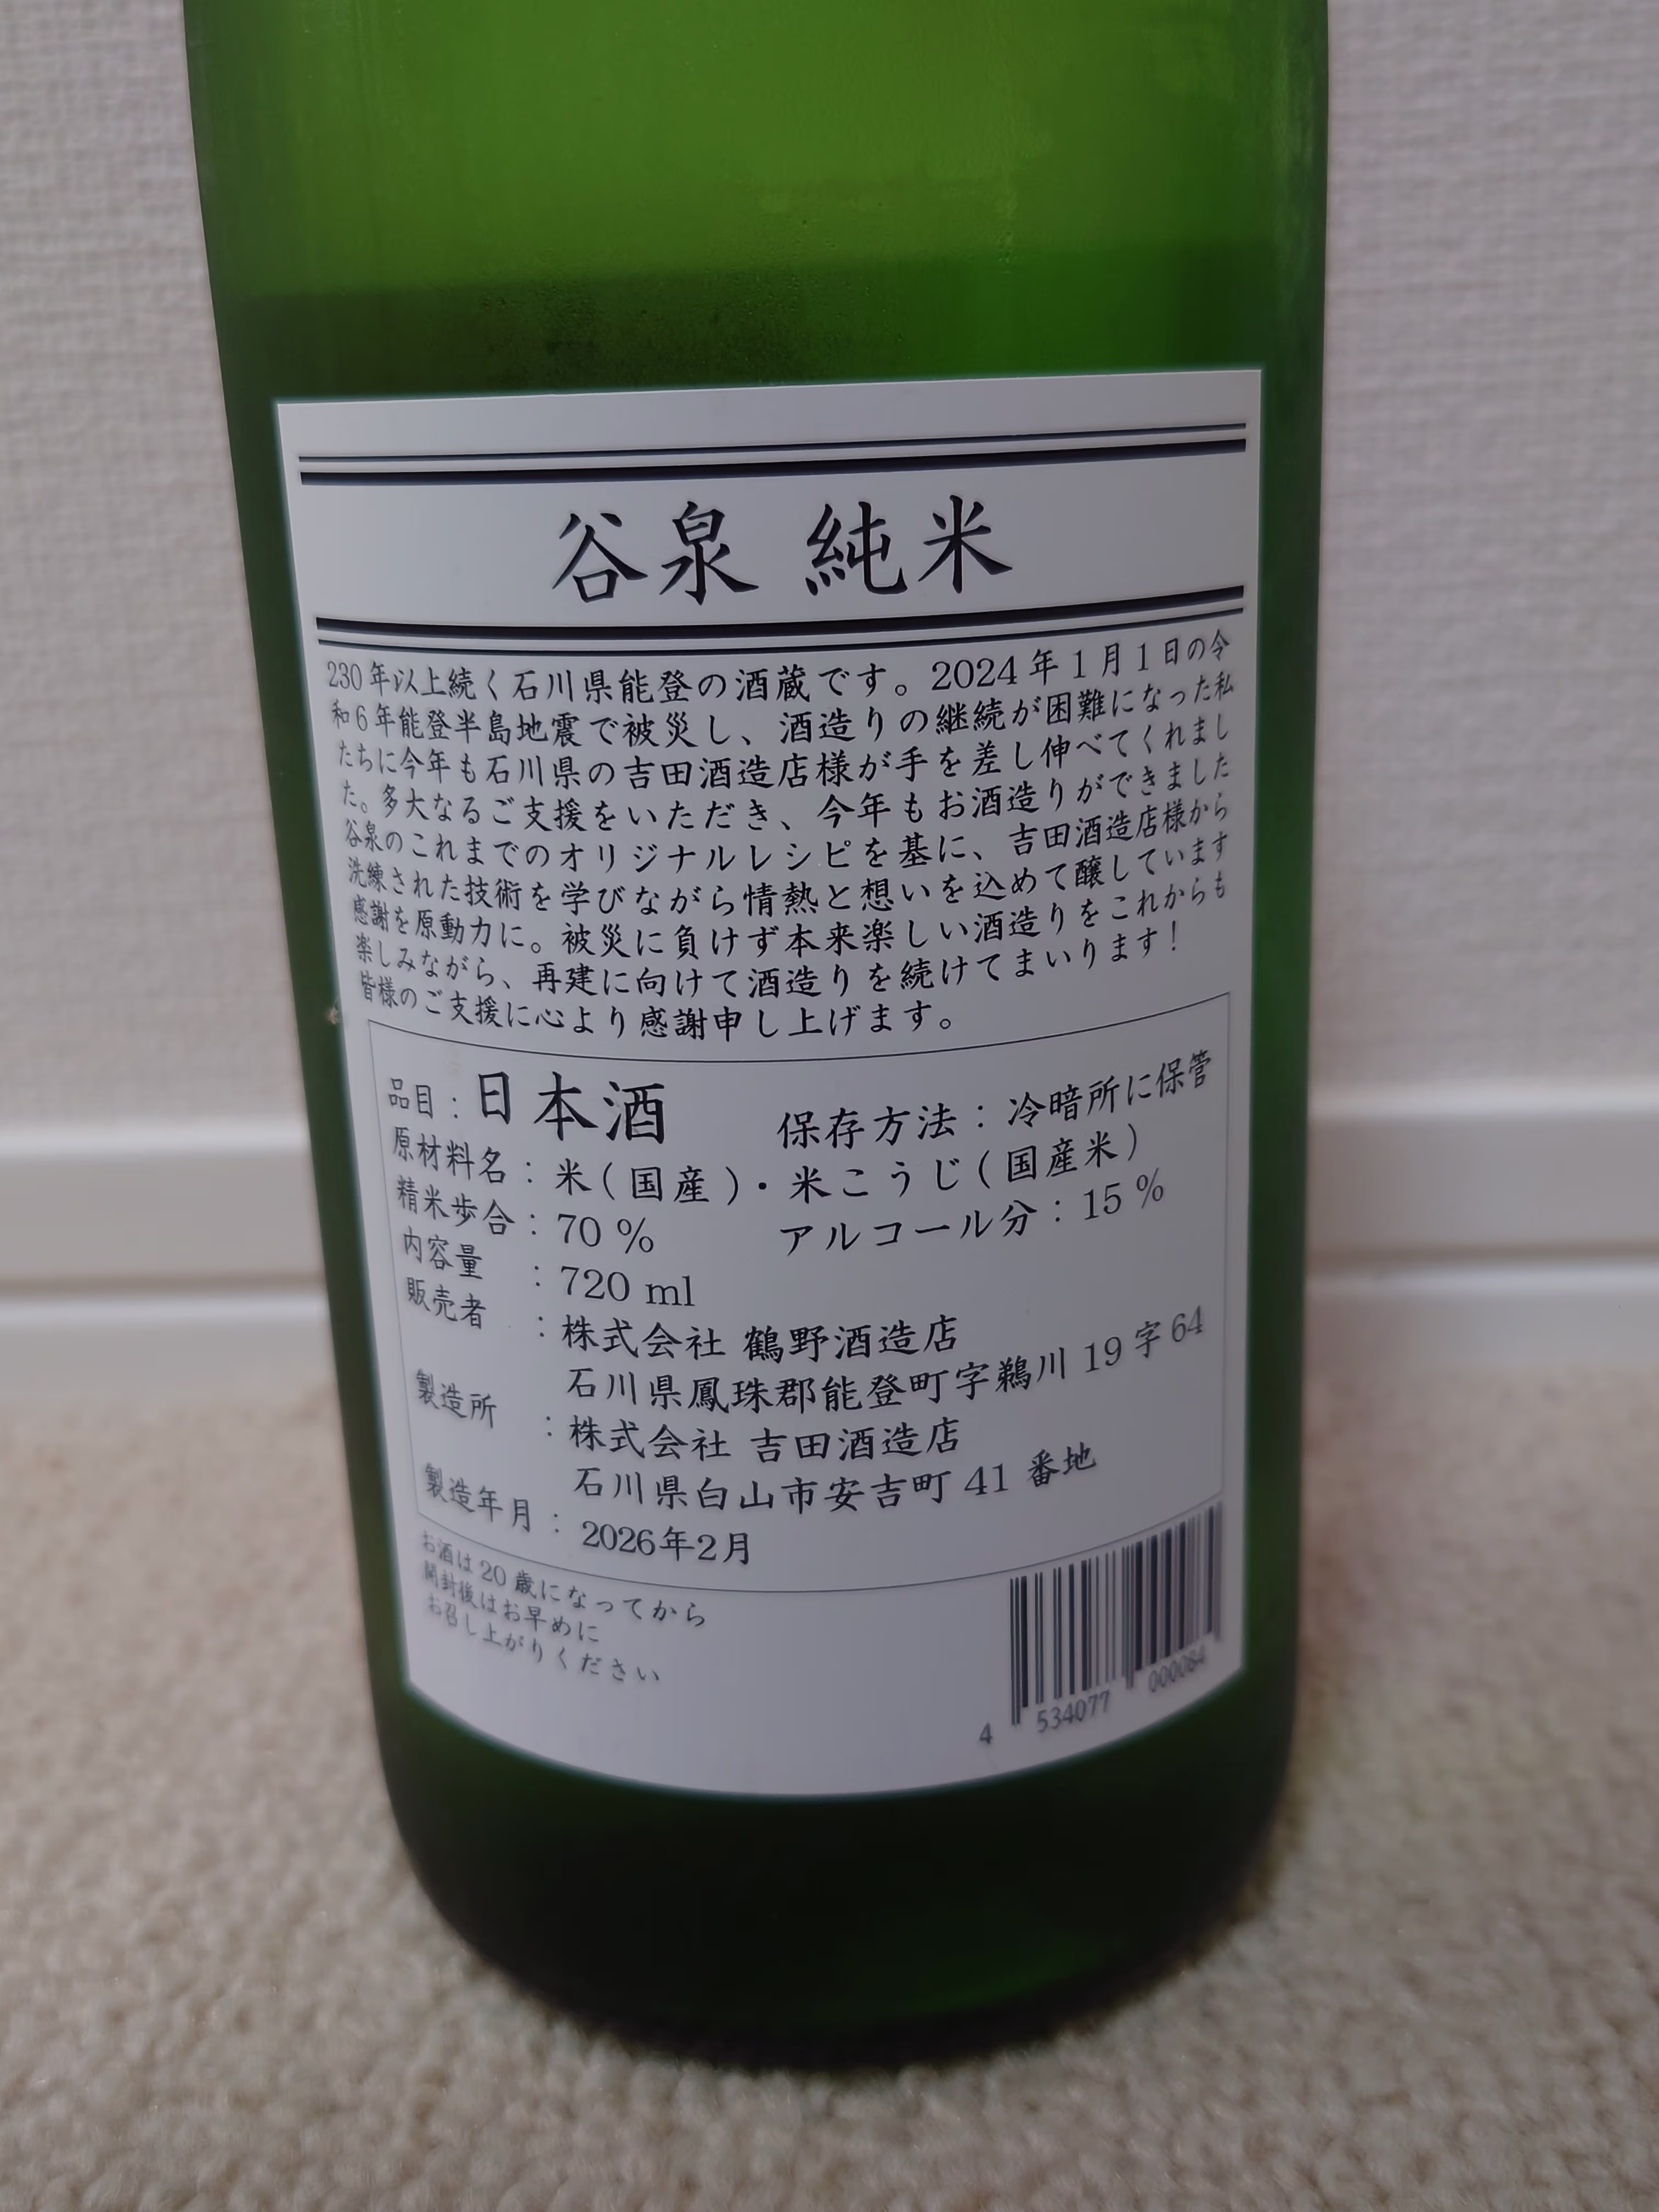 谷泉 純米
230年以上続く石川県能登の酒蔵です。2024年1月1日の令
和6年能登半島地震で被災し、酒造りの継続が困難になった私
たちに今年も石川県の吉田酒造店様が手を差し伸べてくれまし
た。多大なるご支援をいただき、今年もお酒造りができました
谷泉のこれまでのオリジナルレシピを基に、吉田酒造店様から
洗練された技術を学びながら情熱と想いを込めて醸しています
感謝を原動力に。被災に負けず本来楽しい酒造りをこれからも
楽しみながら、再建に向けて酒造りを続けてまいります！
皆様のご支援に心より感謝申し上げます。
品目：日本酒 保存方法：冷暗所に保管
原材料名：米(国産)・米こうじ(国産米)
精米歩合：70% アルコール分：15%
内容量：720 ml
販売者：株式会社 鶴野酒造店
石川県鳳珠郡能登町字鵜川 19 字 64
製造所：株式会社 吉田酒造店
石川県白山市安吉町 41 番地
製造年月：2026年2月
お酒は20歳になってから
開封後はお早めに
お召し上がりください
4 534077 000084